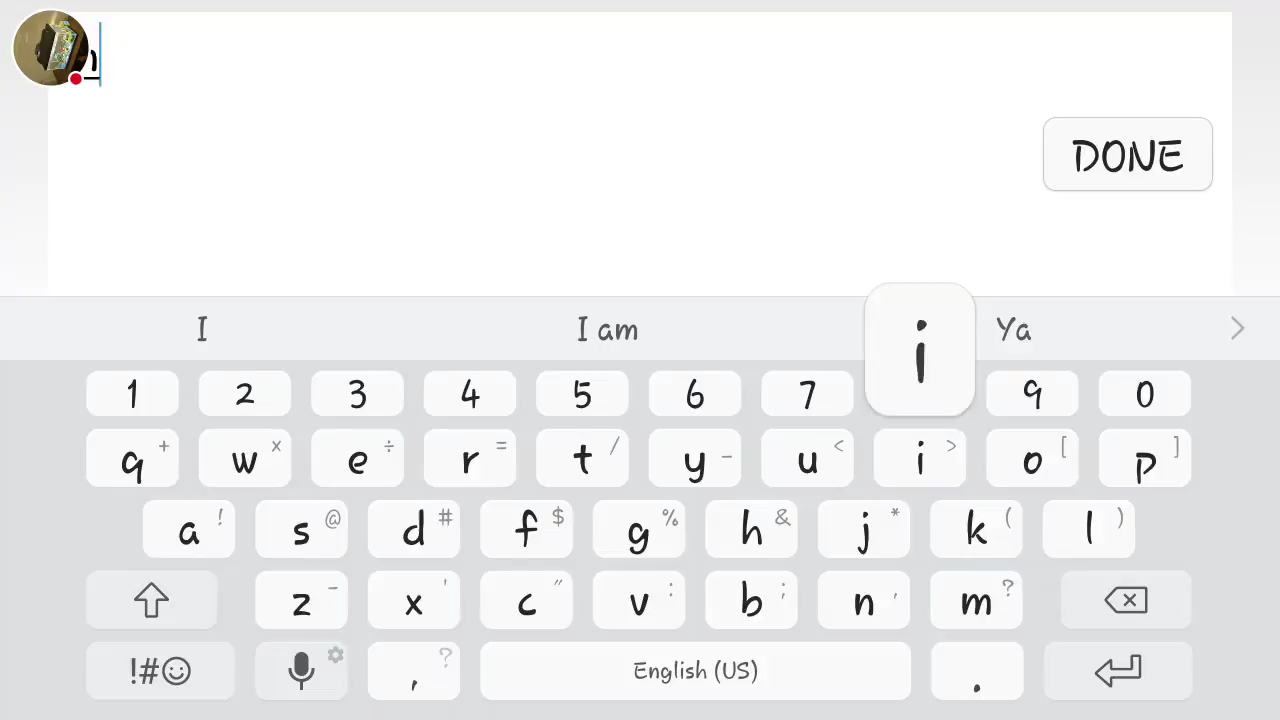 h
DONE
I I am Ya
i
1 2 3 4 5 6 7 9 0
q + w × e ÷ r = t / y _ u < i > o [ p ]
a ! s @ d # f $ g % h & j * k ( l )
z - x ' c " v : b ; n , m ?
!#☺ , ? English (US) .